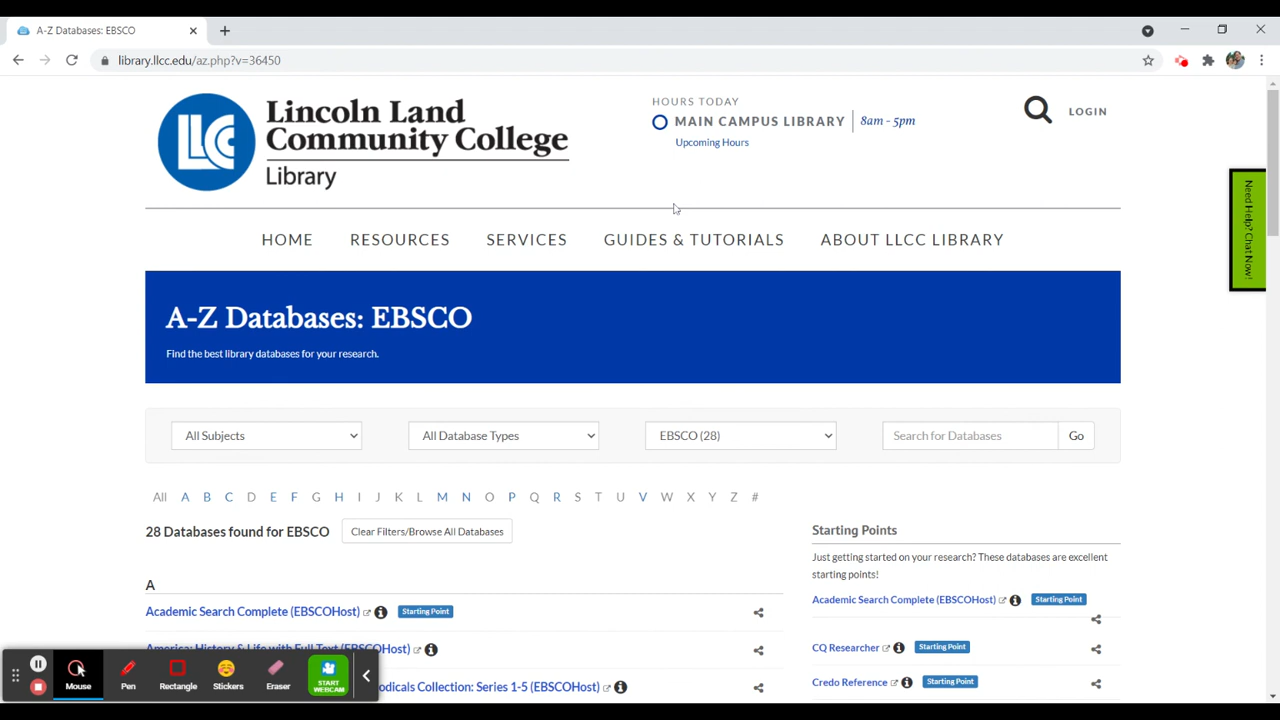 A-Z Databases: EBSCO
library.llcc.edu/az.php?v=36450
LLC
Lincoln Land
Community College
Library
HOURS TODAY
MAIN CAMPUS LIBRARY 8am - 5pm
Upcoming Hours
LOGIN
Need Help? Chat Now!
HOME RESOURCES SERVICES GUIDES & TUTORIALS ABOUT LLCC LIBRARY
A-Z Databases: EBSCO
Find the best library databases for your research.
All Subjects All Database Types EBSCO (28) Search for Databases Go
All A B C D E F G H I J K L M N O P Q R S T U V W X Y Z #
28 Databases found for EBSCO Clear Filters/Browse All Databases
A
Academic Search Complete (EBSCOHost) Starting Point
America: History & Life with Full Text (EBSCOHost)
odicals Collection: Series 1-5 (EBSCOHost)
Starting Points
Just getting started on your research? These databases are excellent
starting points!
Academic Search Complete (EBSCOHost) Starting Point
CQ Researcher Starting Point
Credo Reference Starting Point
Mouse Pen Rectangle Stickers Eraser START
WEBCAM